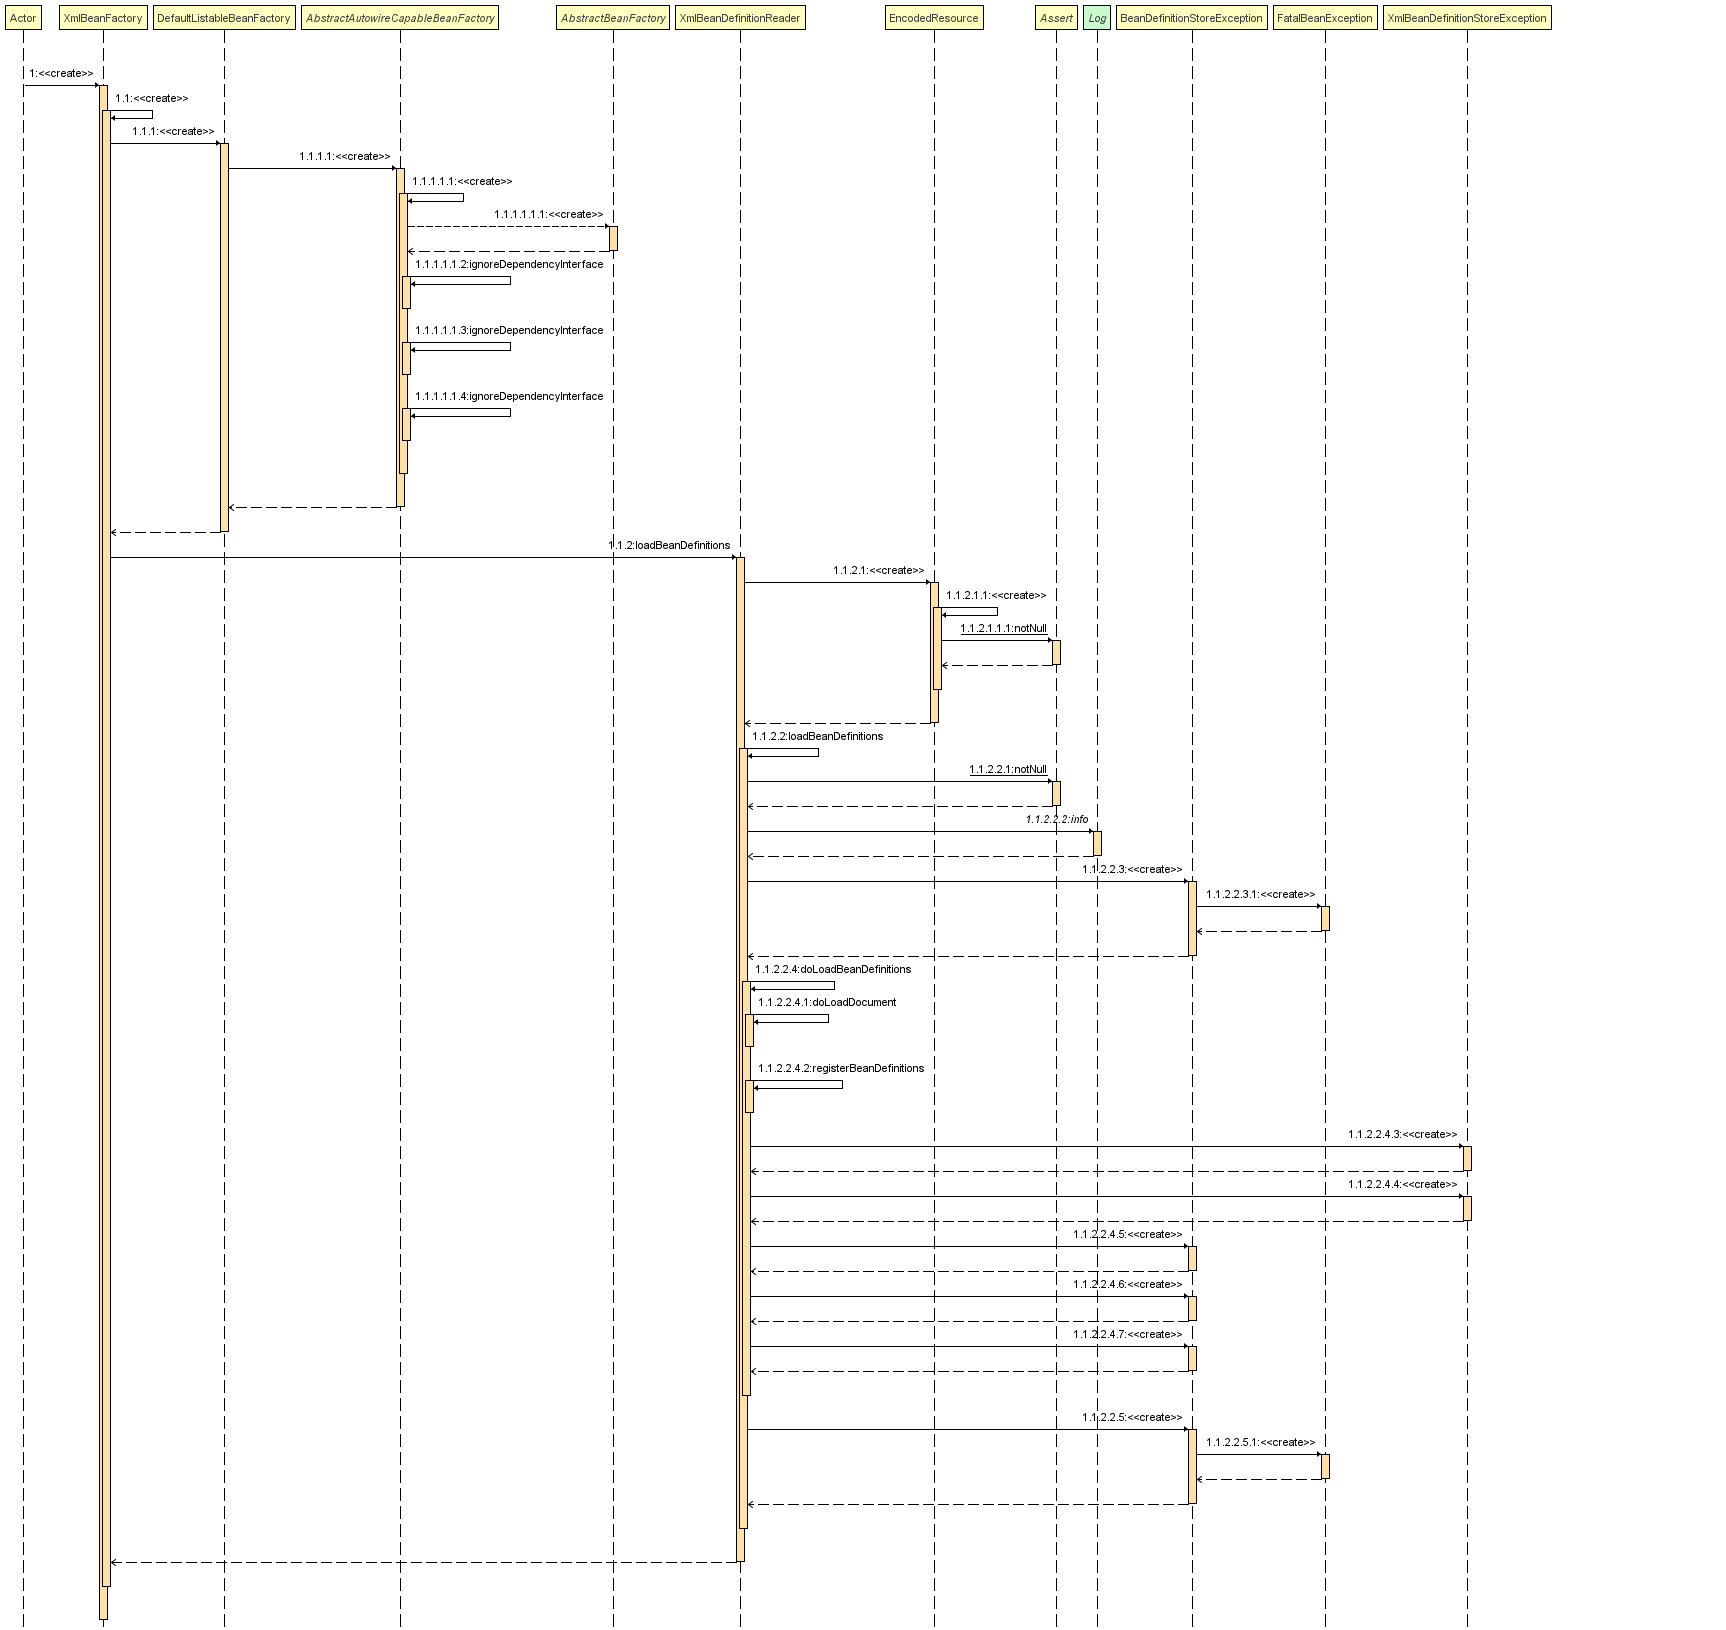 Actor
XmlBeanFactory
DefaultListableBeanFactory
AbstractAutowireCapableBeanFactory
AbstractBeanFactory
XmlBeanDefinitionReader
EncodedResource
Assert
Log
BeanDefinitionStoreException
FatalBeanException
XmlBeanDefinitionStoreException
1:<<create>>
1.1:<<create>>
1.1.1:<<create>>
1.1.1.1:<<create>>
1.1.1.1.1:<<create>>
1.1.1.1.1.1:<<create>>
1.1.1.1.1.2:ignoreDependencyInterface
1.1.1.1.1.3:ignoreDependencyInterface
1.1.1.1.1.4:ignoreDependencyInterface
1.1.2:loadBeanDefinitions
1.1.2.1:<<create>>
1.1.2.1.1:<<create>>
1.1.2.1.1.1:notNull
1.1.2.2:loadBeanDefinitions
1.1.2.2.1:notNull
1.1.2.2.2:info
1.1.2.2.3:<<create>>
1.1.2.2.3.1:<<create>>
1.1.2.2.4:doLoadBeanDefinitions
1.1.2.2.4.1:doLoadDocument
1.1.2.2.4.2:registerBeanDefinitions
1.1.2.2.4.3:<<create>>
1.1.2.2.4.4:<<create>>
1.1.2.2.4.5:<<create>>
1.1.2.2.4.6:<<create>>
1.1.2.2.4.7:<<create>>
1.1.2.2.5:<<create>>
1.1.2.2.5.1:<<create>>